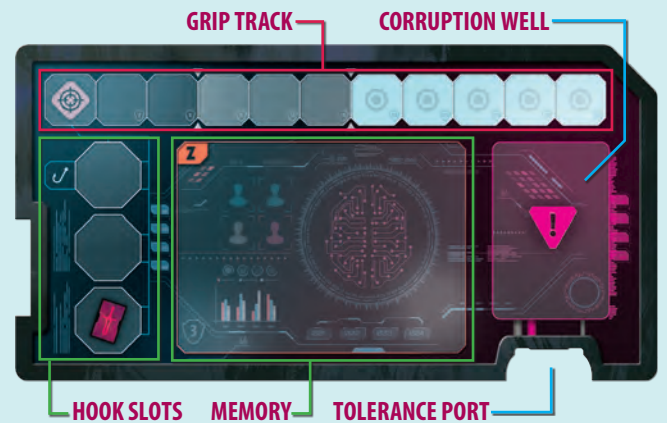 GRIP TRACK
CORRUPTION WELL
Z
!
3
HOOK SLOTS
MEMORY
TOLERANCE PORT